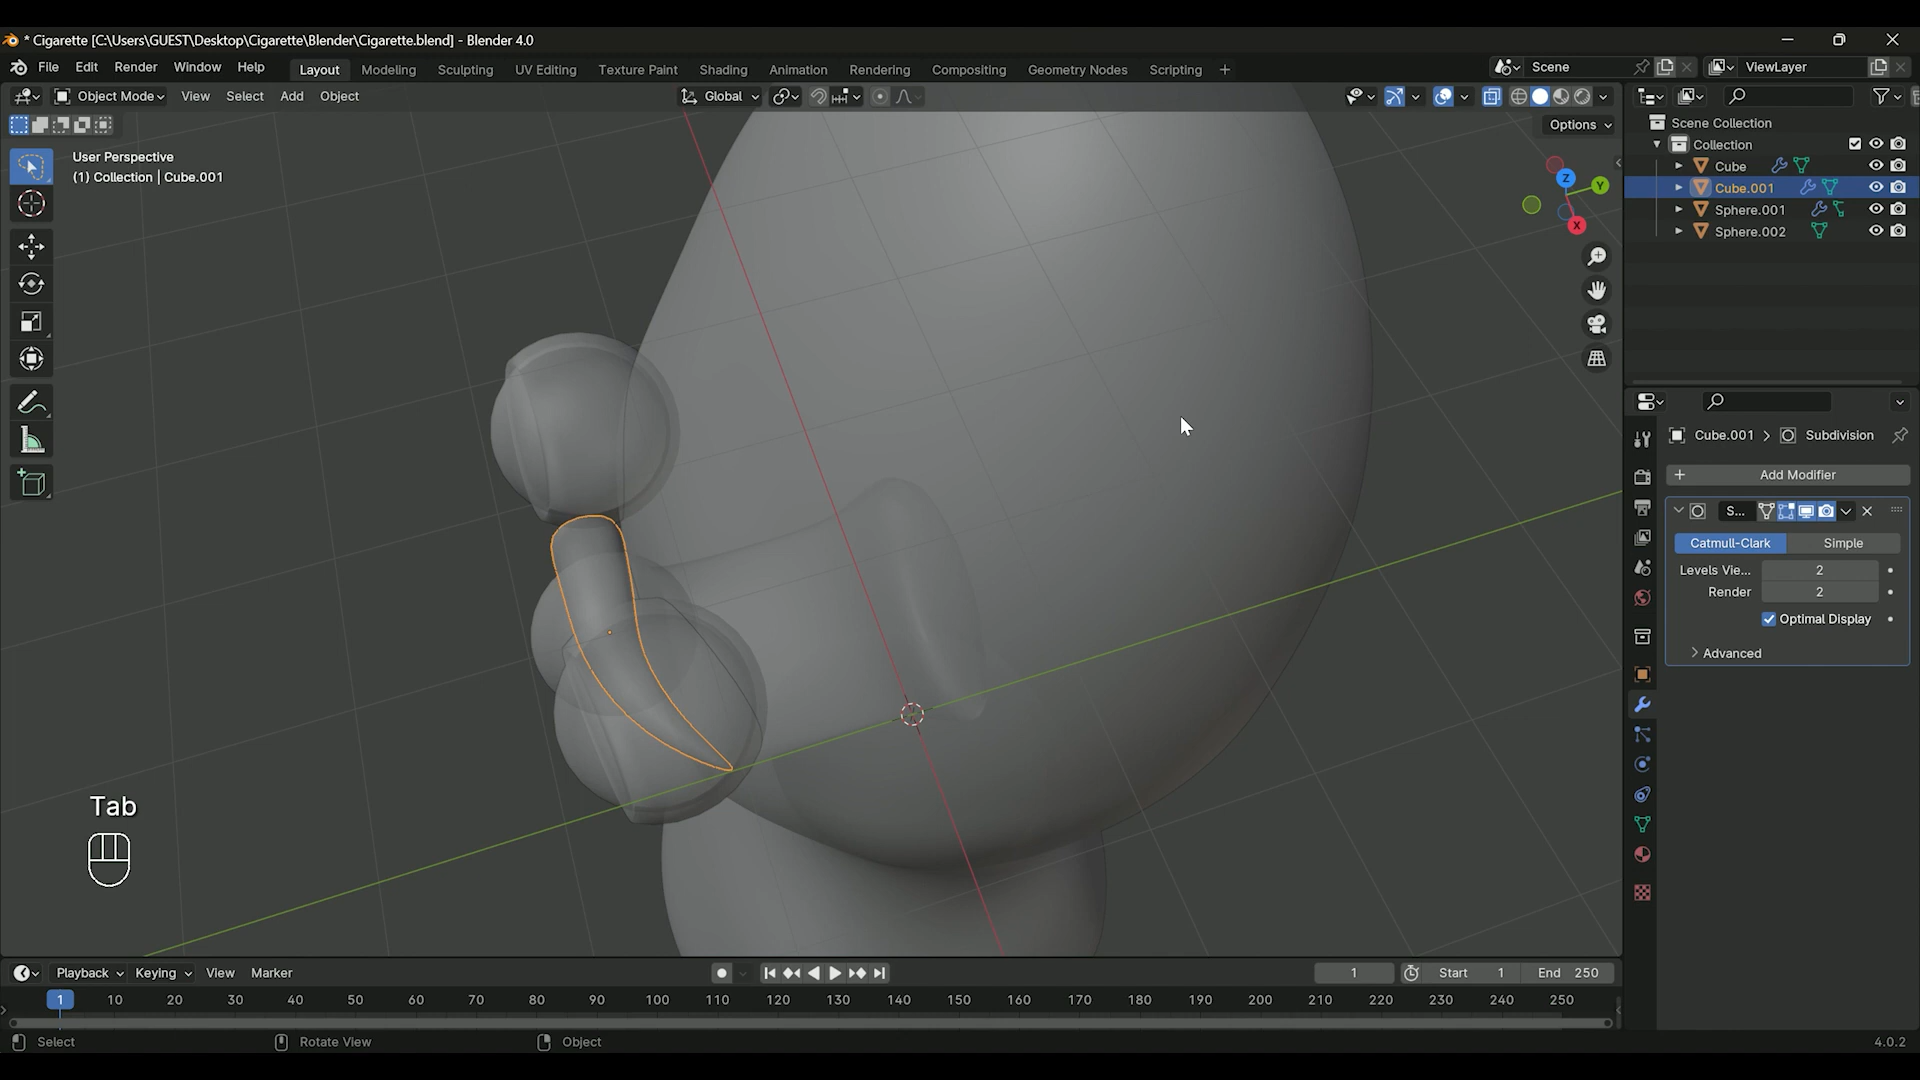 * Cigarette [C:\Users\GUEST\Desktop\Cigarette\Blender\Cigarette.blend] - Blender 4.0
File Edit Render Window Help Layout Modeling Sculpting UV Editing Texture Paint Shading Animation Rendering Compositing Geometry Nodes Scripting + Scene ViewLayer
Object Mode View Select Add Object Global
Options
User Perspective
(1) Collection | Cube.001
Scene Collection
Collection
Cube
Cube.001
Sphere.001
Sphere.002
Z
Y
X
Cube.001 > Subdivision
+ Add Modifier
S...
Catmull-Clark Simple
Levels Vie... 2
Render 2
Optimal Display
Advanced
Tab
Playback Keying View Marker 1 Start 1 End 250
1 10 20 30 40 50 60 70 80 90 100 110 120 130 140 150 160 170 180 190 200 210 220 230 240 250
Select Rotate View Object 4.0.2